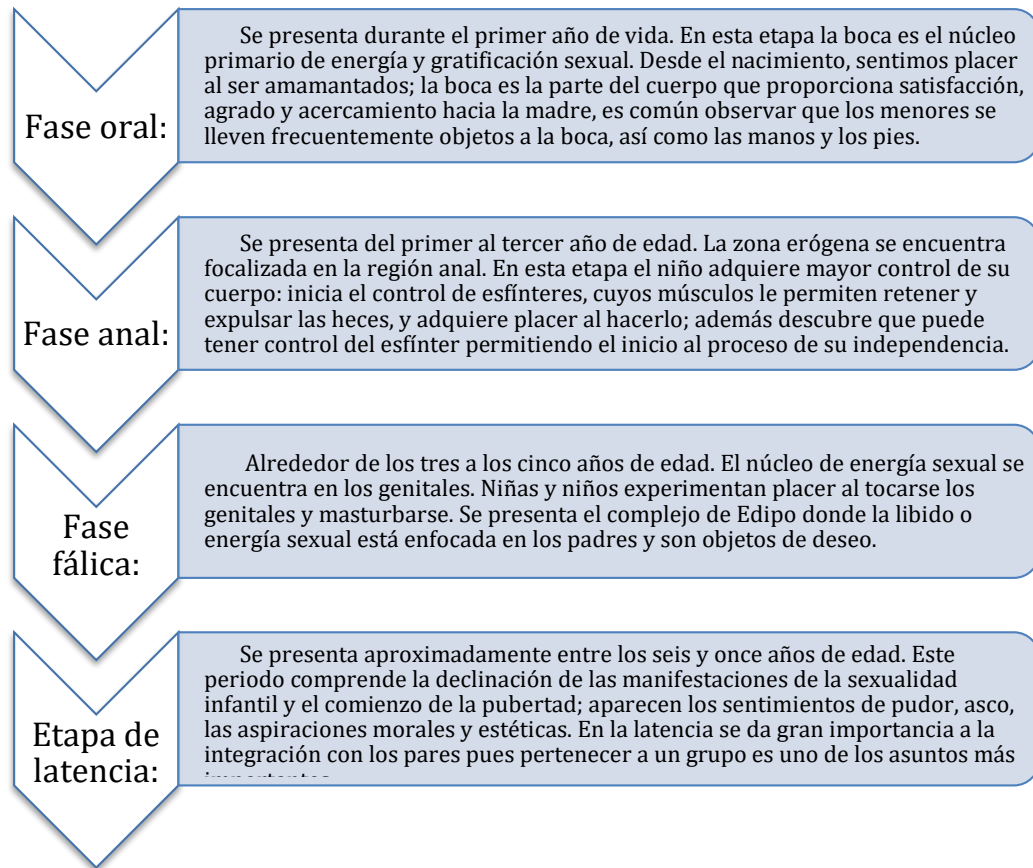 Fase oral:
Se presenta durante el primer año de vida. En esta etapa la boca es el núcleo
primario de energía y gratificación sexual. Desde el nacimiento, sentimos placer
al ser amamantados; la boca es la parte del cuerpo que proporciona satisfacción,
agrado y acercamiento hacia la madre, es común observar que los menores se
lleven frecuentemente objetos a la boca, así como las manos y los pies.
Fase anal:
Se presenta del primer al tercer año de edad. La zona erógena se encuentra
focalizada en la región anal. En esta etapa el niño adquiere mayor control de su
cuerpo: inicia el control de esfínteres, cuyos músculos le permiten retener y
expulsar las heces, y adquiere placer al hacerlo; además descubre que puede
tener control del esfínter permitiendo el inicio al proceso de su independencia.
Fase
fálica:
Alrededor de los tres a los cinco años de edad. El núcleo de energía sexual se
encuentra en los genitales. Niñas y niños experimentan placer al tocarse los
genitales y masturbarse. Se presenta el complejo de Edipo donde la libido o
energía sexual está enfocada en los padres y son objetos de deseo.
Etapa de
latencia:
Se presenta aproximadamente entre los seis y once años de edad. Este
periodo comprende la declinación de las manifestaciones de la sexualidad
infantil y el comienzo de la pubertad; aparecen los sentimientos de pudor, asco,
las aspiraciones morales y estéticas. En la latencia se da gran importancia a la
integración con los pares pues pertenecer a un grupo es uno de los asuntos más